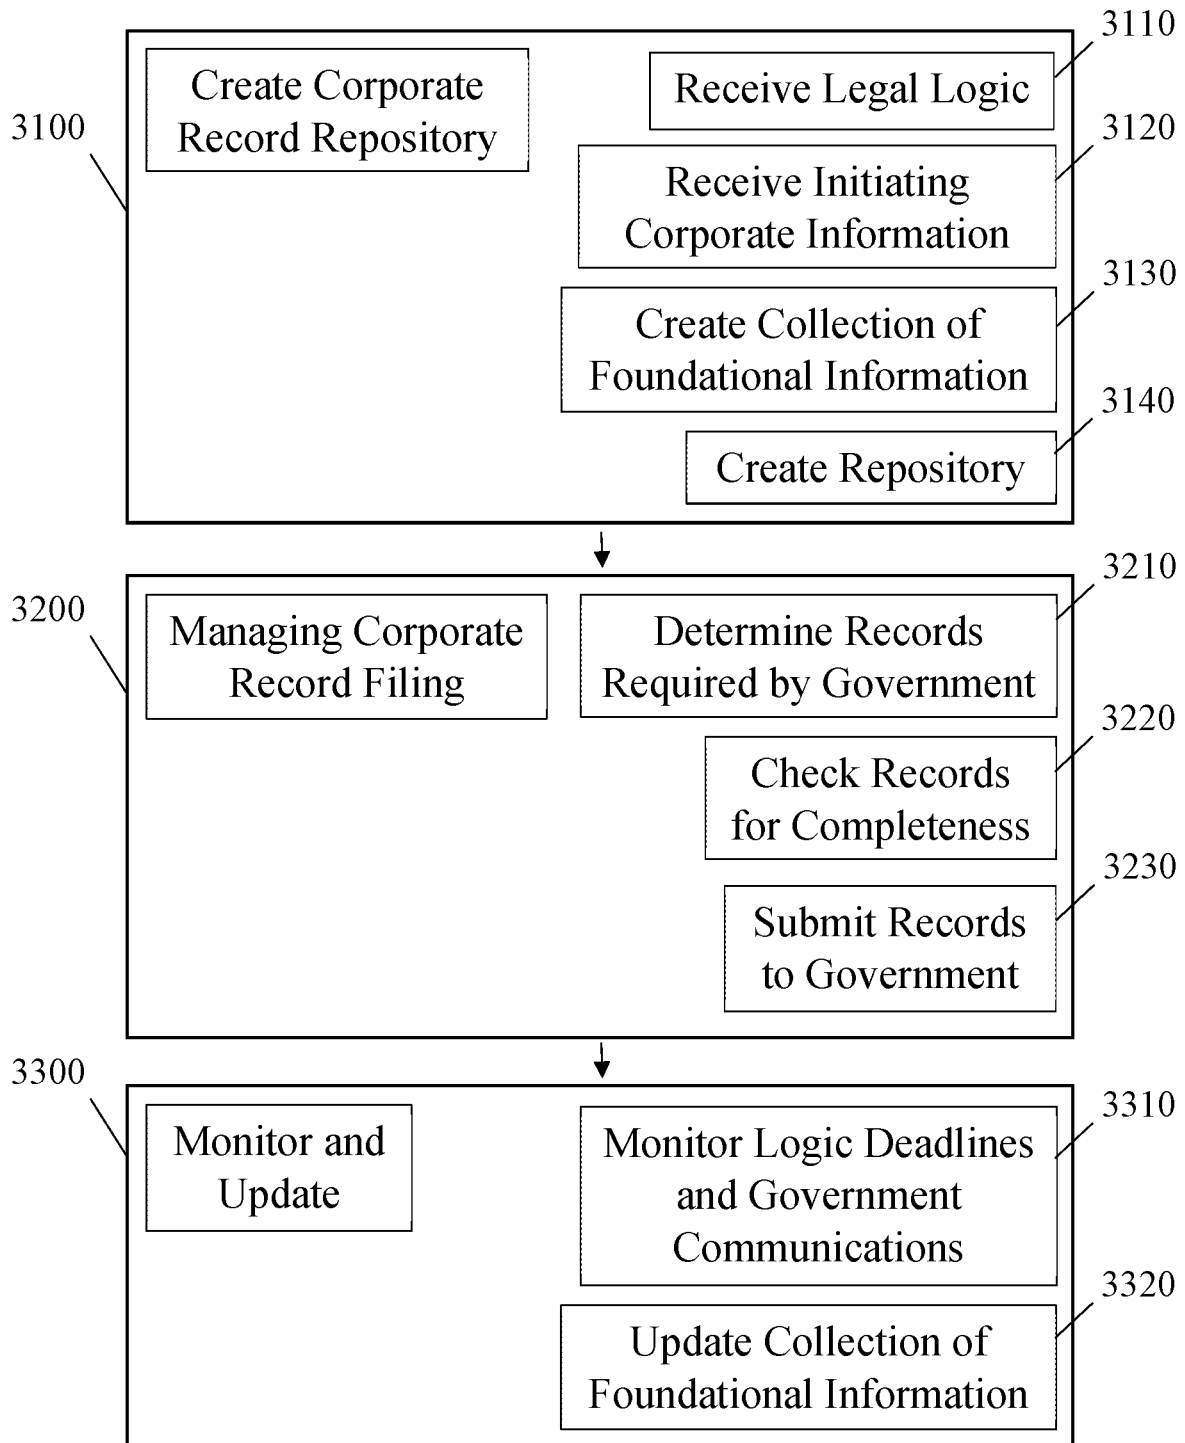 3100
Create Corporate
Record Repository
3110
Receive Legal Logic
3120
Receive Initiating
Corporate Information
3130
Create Collection of
Foundational Information
3140
Create Repository
3200
Managing Corporate
Record Filing
3210
Determine Records
Required by Government
3220
Check Records
for Completeness
3230
Submit Records
to Government
3300
Monitor and
Update
3310
Monitor Logic Deadlines
and Government
Communications
3320
Update Collection of
Foundational Information